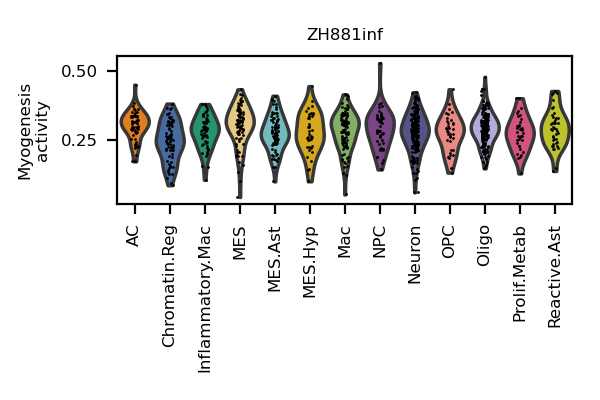 ZH881inf
Myogenesis
activity
0.50
0.25
AC
Chromatin.Reg
Inflammatory.Mac
MES
MES.Ast
MES.Hyp
Mac
NPC
Neuron
OPC
Oligo
Prolif.Metab
Reactive.Ast